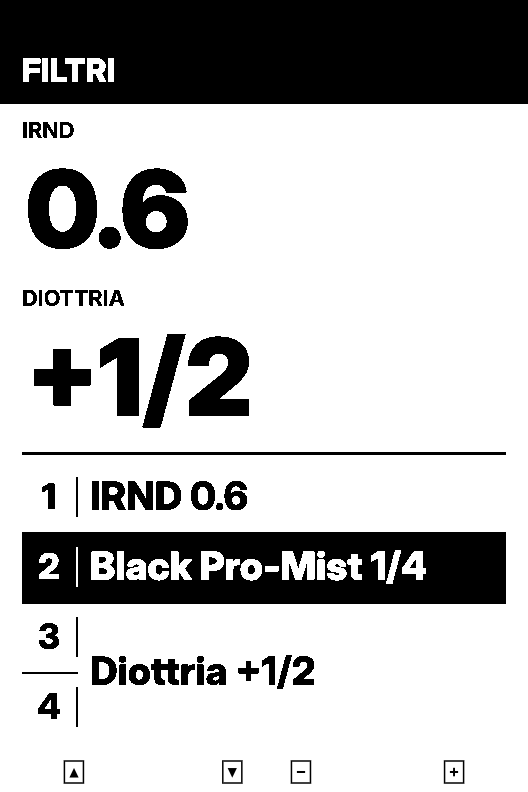 FILTRI
IRND
0.6
DIOTTRIA
+1/2
1 IRND 0.6
2 Black Pro-Mist 1/4
3
Diottria +1/2
4
▲ ▼ − +